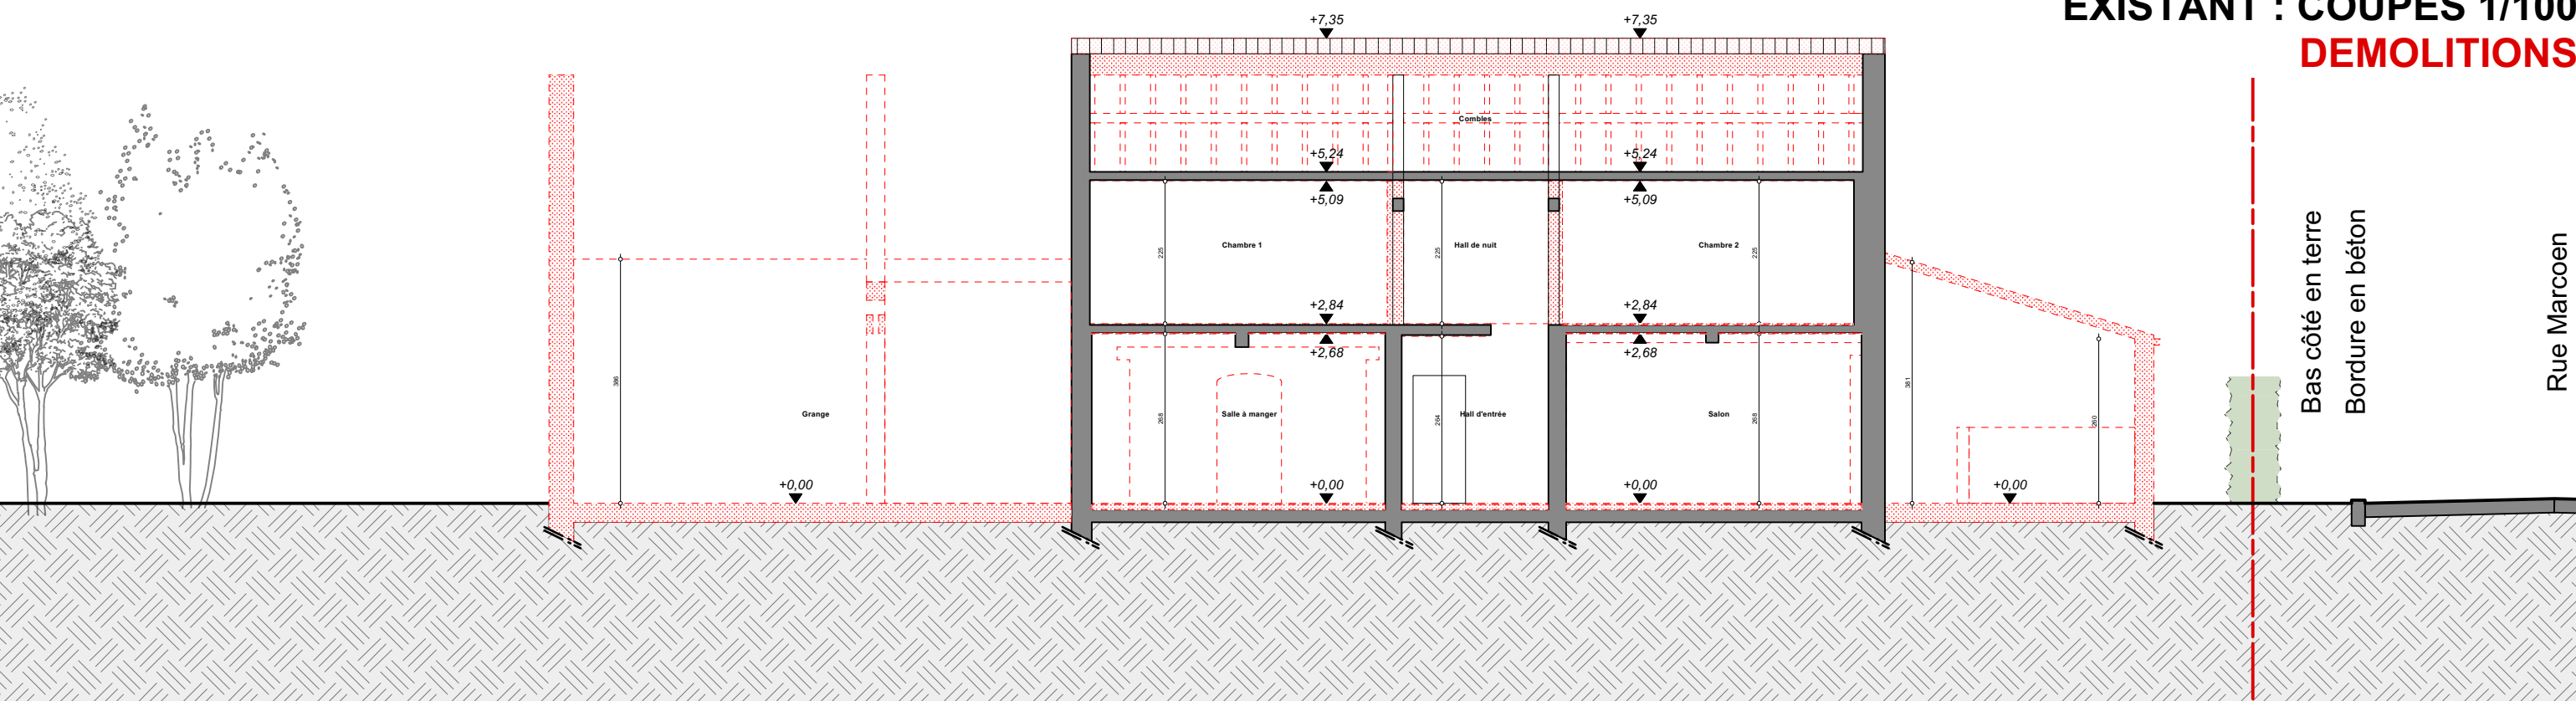 EXISTANT : COUPES 1/100
DEMOLITIONS
+7,35
+7,35
Combles
+5,24
+5,24
+5,09
+5,09
Chambre 1
225
Hall de nuit
225
Chambre 2
225
+2,84
+2,84
+2,68
+2,68
386
Grange
268
Salle à manger
264
Hall d'entrée
Salon
268
381
260
+0,00
+0,00
+0,00
+0,00
Bas côté en terre
Bordure en béton
Rue Marcoen